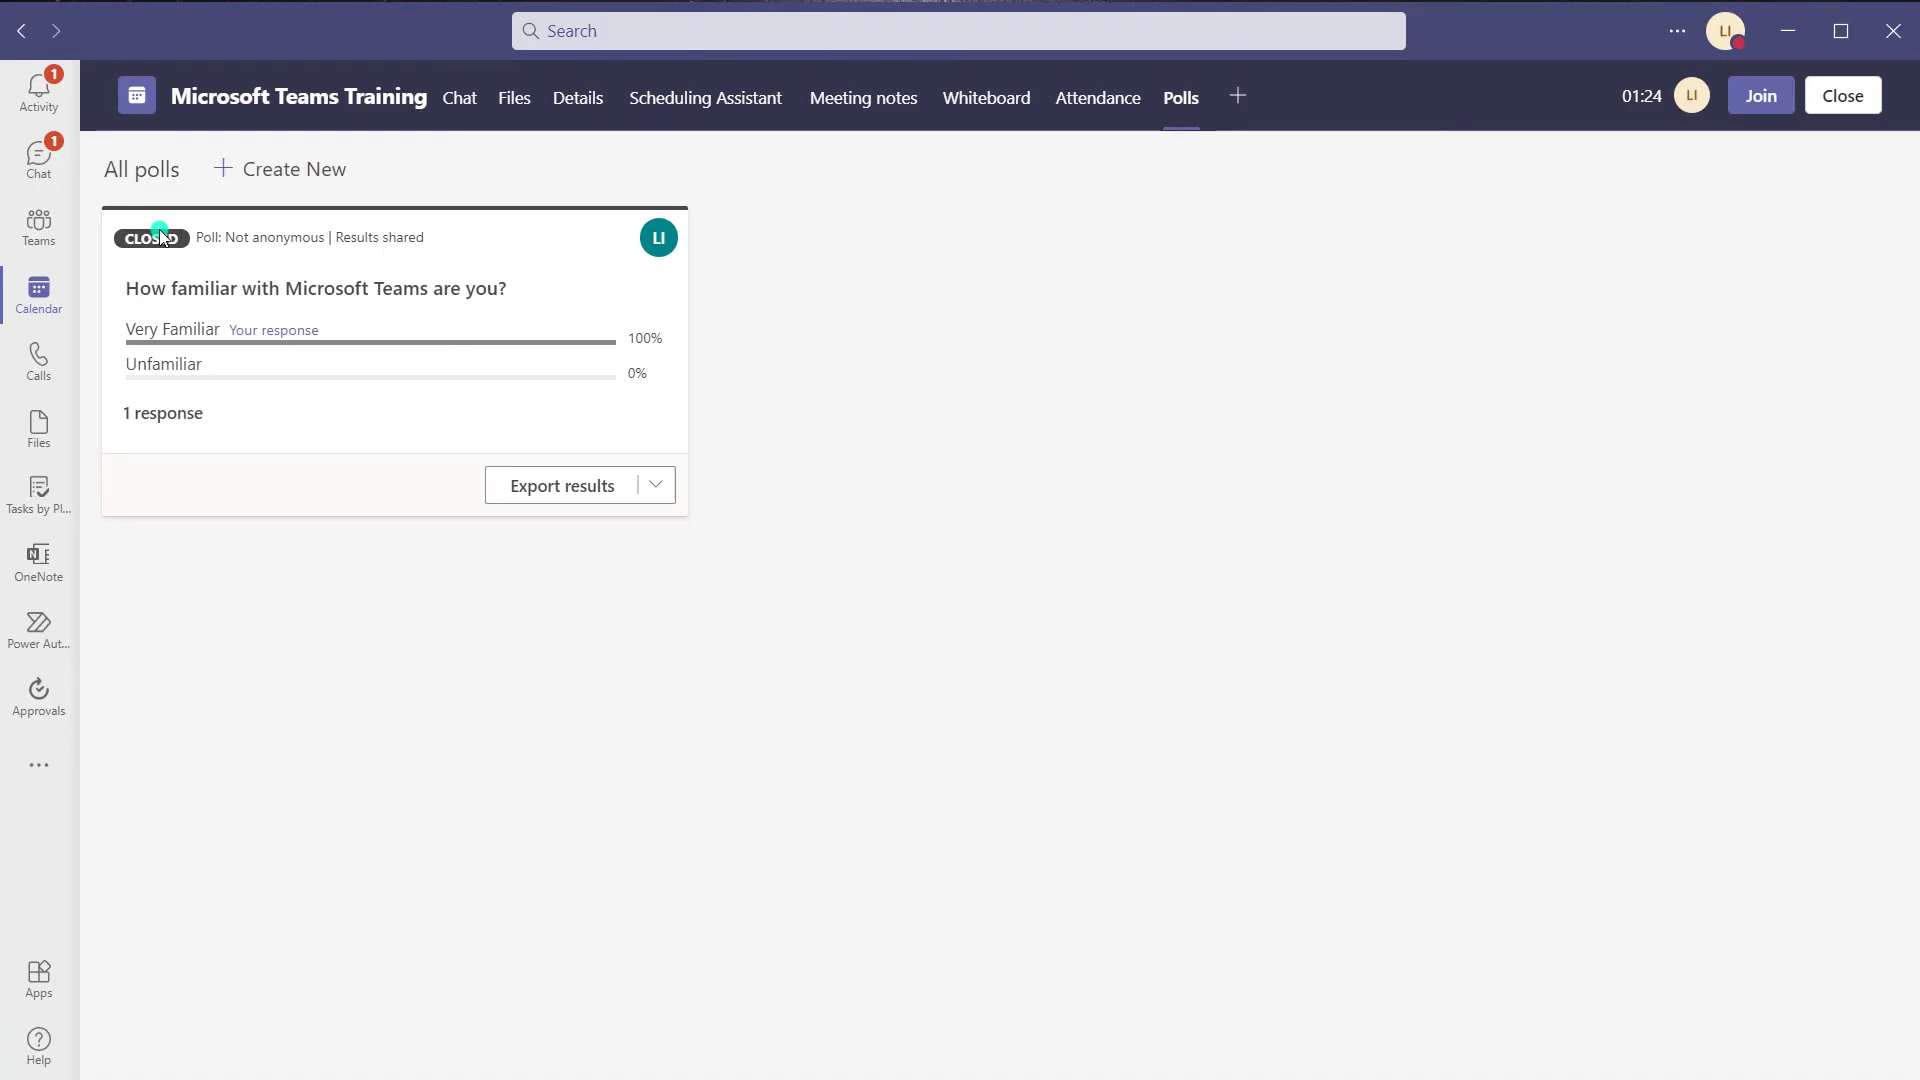 Search
LI
Microsoft Teams Training Chat Files Details Scheduling Assistant Meeting notes Whiteboard Attendance Polls 01:24 LI Join Close
1
Activity
1
Chat
Teams
Calendar
Calls
Files
Tasks by Pl...
OneNote
Power Aut...
Approvals
Apps
Help
All polls Create New
CLOSED Poll: Not anonymous | Results shared LI
How familiar with Microsoft Teams are you?
Very Familiar Your response 100%
Unfamiliar 0%
1 response
Export results